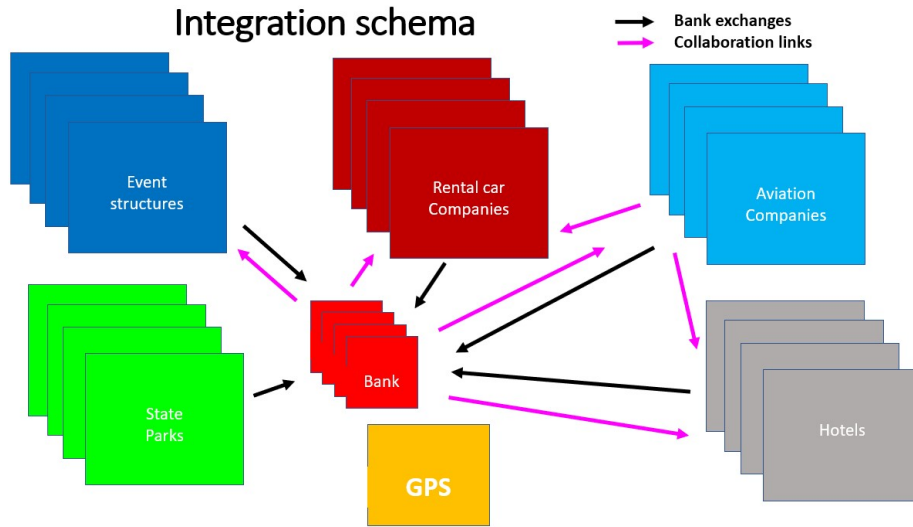 Integration schema
Bank exchanges
Collaboration links
Event
structures
Rental car
Companies
Aviation
Companies
State
Parks
Bank
Hotels
GPS